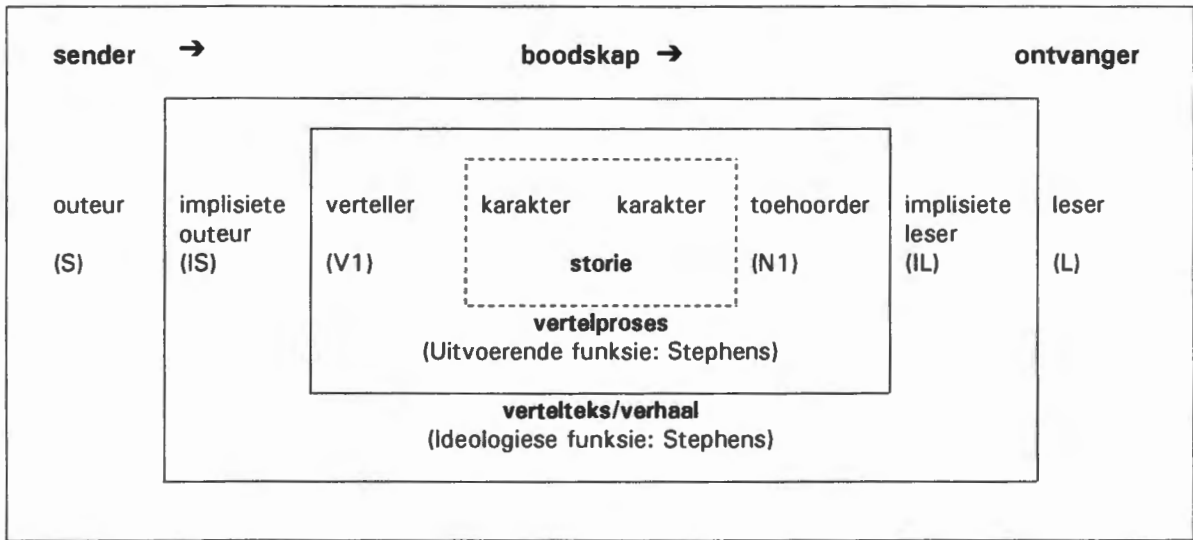 sender → boodskap → ontvanger
outeur implisiete verteller karakter karakter toehoorder implisiete leser
outeur leser
(S) (IS) (V1) storie (N1) (IL) (L)
vertelproses
(Uitvoerende funksie: Stephens)
vertelteks/verhaal
(Ideologiese funksie: Stephens)